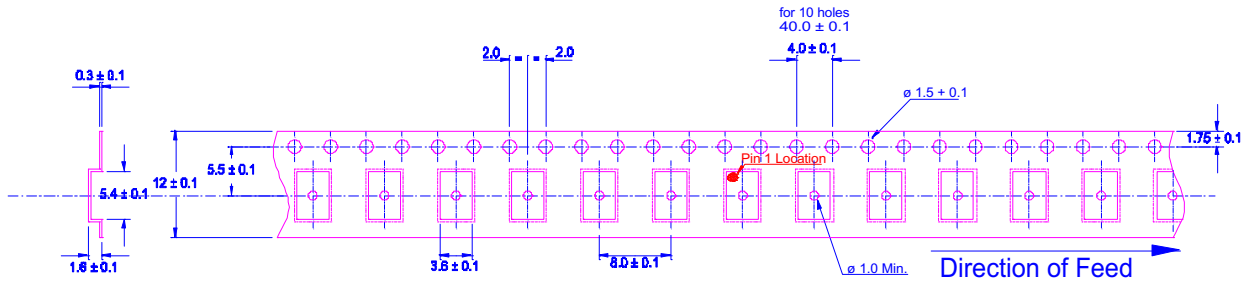 for 10 holes
40.0 ± 0.1
2.0
2.0
4.0 ± 0.1
0.3 ± 0.1
ø 1.5 + 0.1
1.75 ± 0.1
Pin 1 Location
5.5 ± 0.1
12 ± 0.1
5.4 ± 0.1
1.6 ± 0.1
3.6 ± 0.1
8.0 ± 0.1
ø 1.0 Min.
Direction of Feed